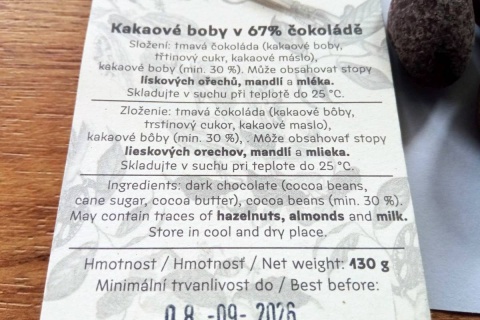 Kakaové boby v 67% čokoládě
Složení: tmavá čokoláda (kakaové boby,
třtinový cukr, kakaové máslo),
kakaové boby (min. 30 %). Může obsahovat stopy
lískových ořechů, mandlí a mléka.
Skladujte v suchu při teplotě do 25 °C.
Zloženie: tmavá čokoláda (kakaové bôby,
trstinový cukor, kakaové maslo),
kakaové bôby (min. 30 %), . Môže obsahovať stopy
lieskových orechov, mandlí a mlieka.
Skladujte v suchu pri teplote do 25 °C.
Ingredients: dark chocolate (cocoa beans,
cane sugar, cocoa butter), cocoa beans (min. 30 %).
May contain traces of hazelnuts, almonds and milk.
Store in cool and dry place.
Hmotnost / Hmotnosť / Net weight: 130 g
Minimální trvanlivost do / Best before:
08 -09- 2026